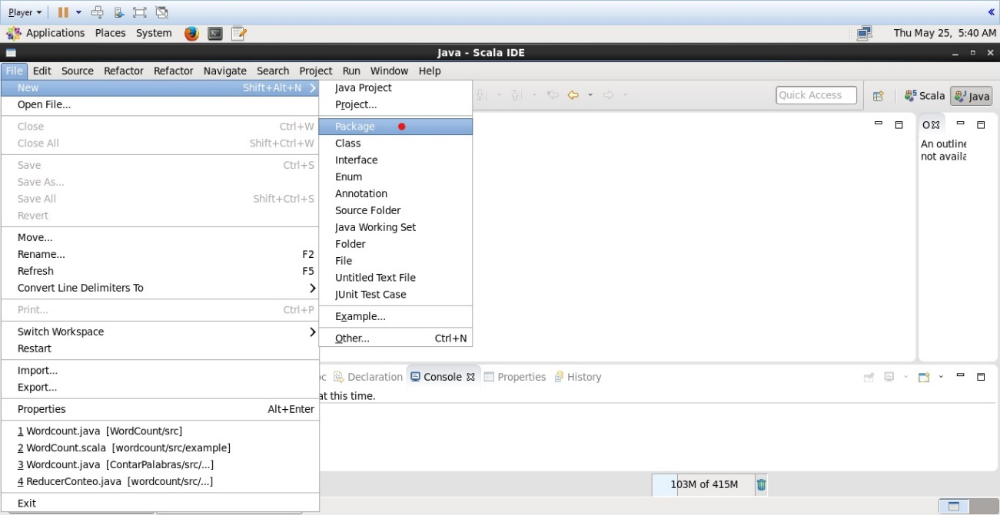 Player
Applications Places System Thu May 25, 5:40 AM
Java - Scala IDE
File Edit Source Refactor Refactor Navigate Search Project Run Window Help
New Shift+Alt+N
Open File...
Close Ctrl+W
Close All Shift+Ctrl+W
Save Ctrl+S
Save As...
Save All Shift+Ctrl+S
Revert
Move...
Rename... F2
Refresh F5
Convert Line Delimiters To
Print... Ctrl+P
Switch Workspace
Restart
Import...
Export...
Properties Alt+Enter
1 Wordcount.java [WordCount/src]
2 WordCount.scala [wordcount/src/example]
3 Wordcount.java [ContarPalabras/src/...]
4 ReducerConteo.java [wordcount/src/...]
Exit
Java Project
Project...
Package
Class
Interface
Enum
Annotation
Source Folder
Java Working Set
Folder
File
Untitled Text File
JUnit Test Case
Example...
Other... Ctrl+N
Quick Access Scala Java
O
An outline
not availa
oc Declaration Console Properties History
at this time.
103M of 415M